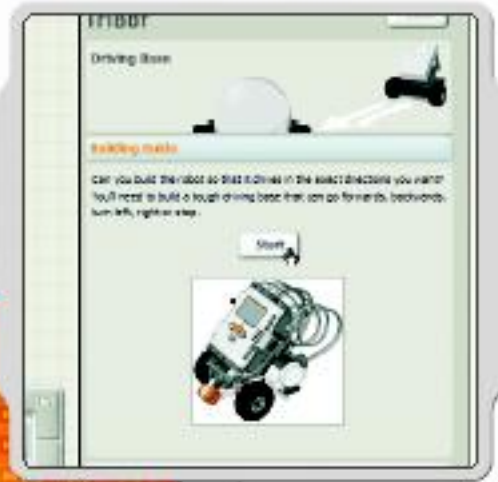 Tribot
Driving Base
Building Guide
Can you build the robot so that it drives in the exact directions you want?
You'll need to build a tough driving base that can go forwards, backwards,
turn left, right or stop.
Start